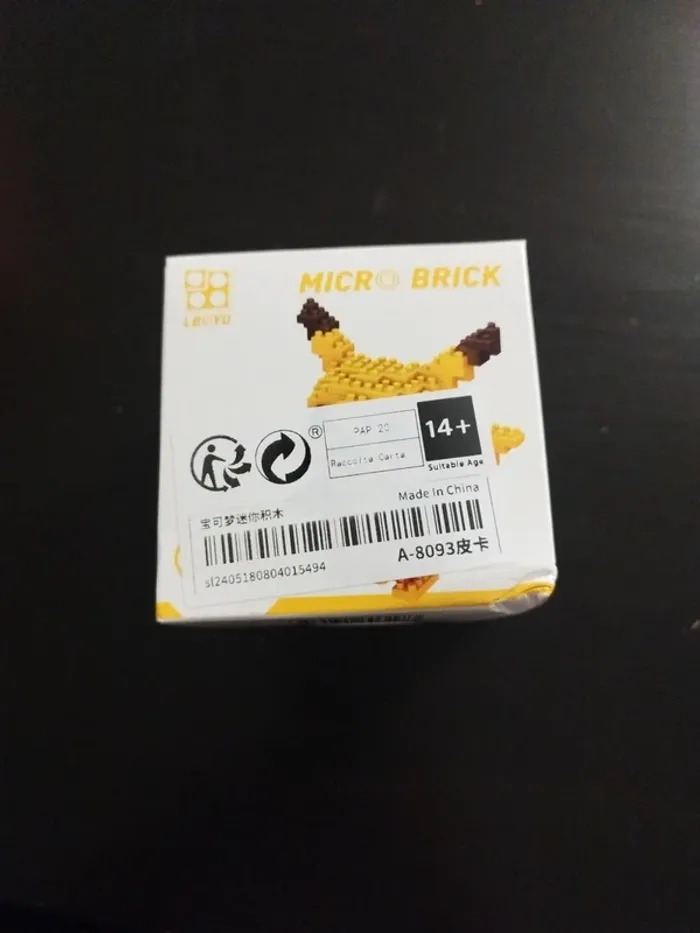 MICRO BRICK
LBOYU
®
PAP 20
14+
Raccolta Carta
Suitable Age
Made In China
宝可梦迷你积木
A-8093皮卡
sl2405180804015494